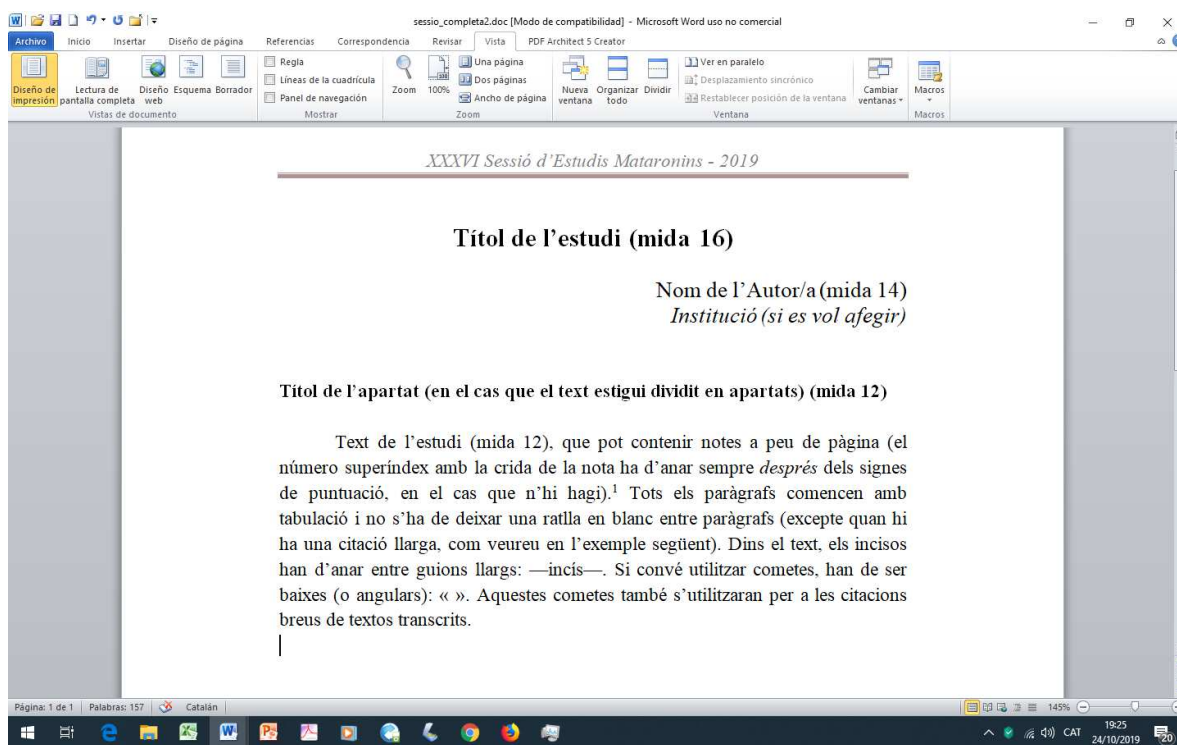 sessio_completa2.doc [Modo de compatibilidad] - Microsoft Word uso no comercial
Archivo Inicio Insertar Diseño de página Referencias Correspondencia Revisar Vista PDF Architect 5 Creator
Diseño de impresión
Lectura de pantalla completa
Diseño web
Esquema
Borrador
Vistas de documento
Regla
Líneas de la cuadrícula
Panel de navegación
Mostrar
Zoom
100%
Una página
Dos páginas
Ancho de página
Zoom
Nueva ventana
Organizar todo
Dividir
Ver en paralelo
Desplazamiento sincrónico
Restablecer posición de la ventana
Cambiar ventanas
Ventana
Macros
Macros
XXXVI Sessió d'Estudis Mataronins - 2019
Títol de l'estudi (mida 16)
Nom de l'Autor/a (mida 14)
Institució (si es vol afegir)
Títol de l'apartat (en el cas que el text estigui dividit en apartats) (mida 12)
Text de l'estudi (mida 12), que pot contenir notes a peu de pàgina (el
número superíndex amb la crida de la nota ha d'anar sempre després dels signes
de puntuació, en el cas que n'hi hagi).¹ Tots els paràgrafs comencen amb
tabulació i no s'ha de deixar una ratlla en blanc entre paràgrafs (excepte quan hi
ha una citació llarga, com veureu en l'exemple següent). Dins el text, els incisos
han d'anar entre guions llargs: —incís—. Si convé utilitzar cometes, han de ser
baixes (o angulars): « ». Aquestes cometes també s'utilitzaran per a les citacions
breus de textos transcrits.
Página: 1 de 1 Palabras: 157 Catalán 145%
CAT 19:25
24/10/2019 20